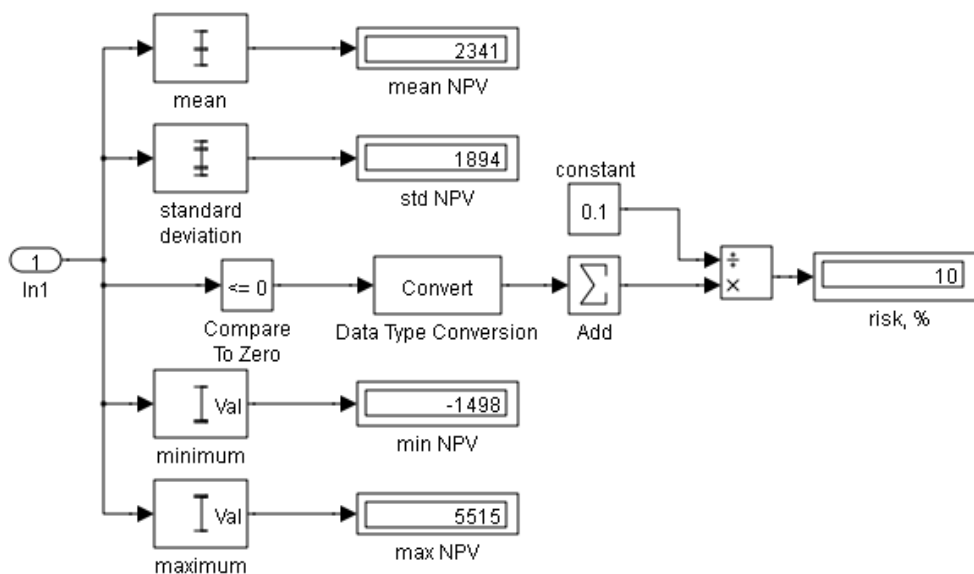 2341
mean
mean NPV
1894
standard
deviation
std NPV
constant
0.1
1
In1
<= 0
Compare
To Zero
Convert
Data Type Conversion
Σ
Add
÷
×
10
risk, %
Val
minimum
-1498
min NPV
Val
maximum
5515
max NPV